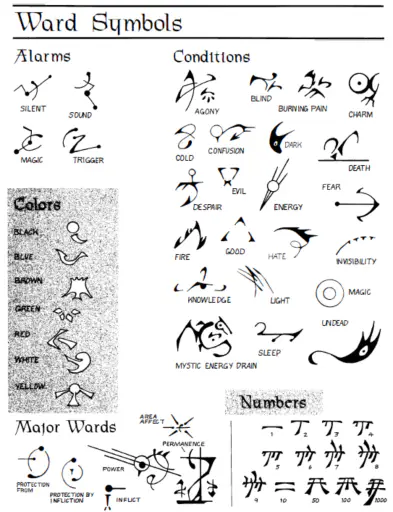 Ward Symbols
Alarms
SILENT
SOUND
MAGIC
TRIGGER
Conditions
AGONY
BLIND
BURNING PAIN
CHARM
COLD
CONFUSION
DARK
DEATH
DESPAIR
EVIL
ENERGY
FEAR
FIRE
GOOD
HATE
INVISIBILITY
KNOWLEDGE
LIGHT
MAGIC
MYSTIC ENERGY DRAIN
SLEEP
UNDEAD
Colors
BLACK
BLUE
BROWN
GREEN
RED
WHITE
YELLOW
Major Wards
PROTECTION
FROM
PROTECTION BY
INFLICTION
POWER
INFLICT
AREA
AFFECT
PERMANENCE
Numbers
1 2 3 4
5 6 7 8
9 10 50 100 1000